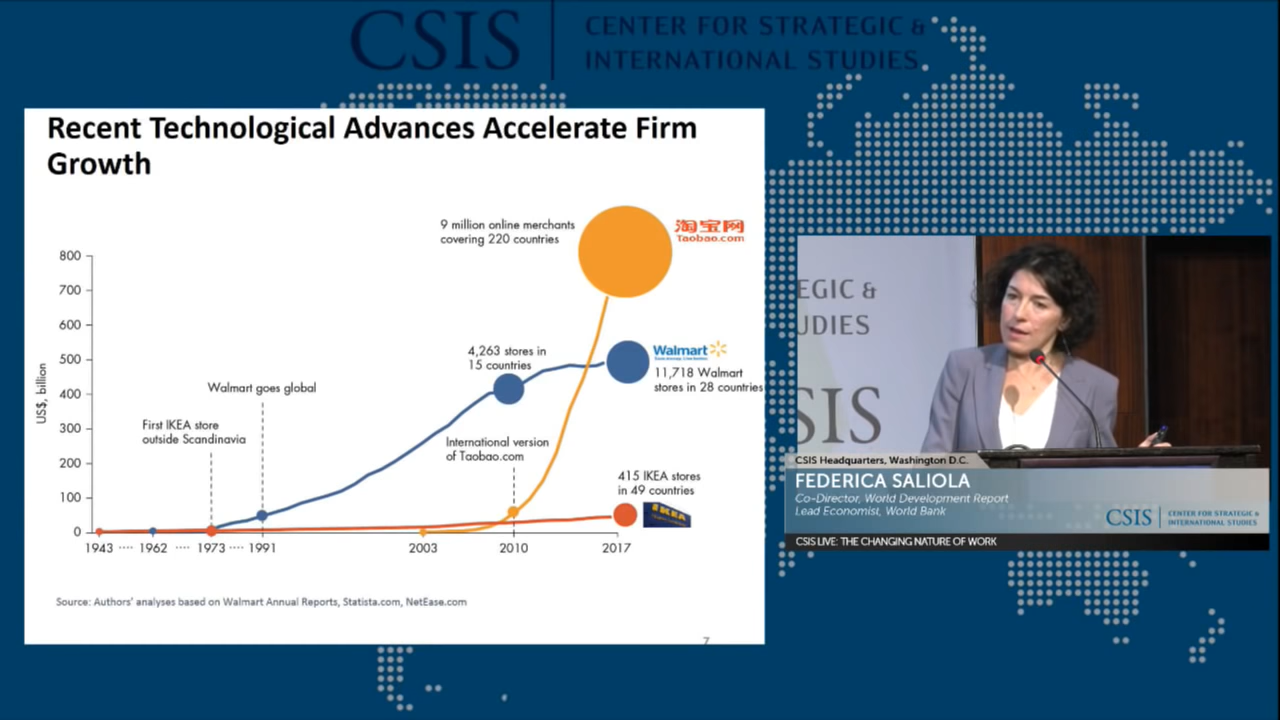 CSIS
CENTER FOR STRATEGIC &
INTERNATIONAL STUDIES
Recent Technological Advances Accelerate Firm
Growth
9 million online merchants
covering 220 countries
淘宝网
Taobao.com
800
700
600
500
400
300
200
100
0
US$, billion
4,263 stores in
15 countries
Walmart
11,718 Walmart
stores in 28 countries
Walmart goes global
First IKEA store
outside Scandinavia
International version
of Taobao.com
415 IKEA stores
in 49 countries
IKEA
1943 ···· 1962 ···· 1973 ···· 1991 2003 2010 2017
Source: Authors' analyses based on Walmart Annual Reports, Statista.com, NetEase.com
7
EGIC &
UDIES
SIS
CSIS Headquarters, Washington D.C.
FEDERICA SALIOLA
Co-Director, World Development Report
Lead Economist, World Bank
CSIS
CENTER FOR STRATEGIC &
INTERNATIONAL STUDIES
CSIS LIVE: THE CHANGING NATURE OF WORK